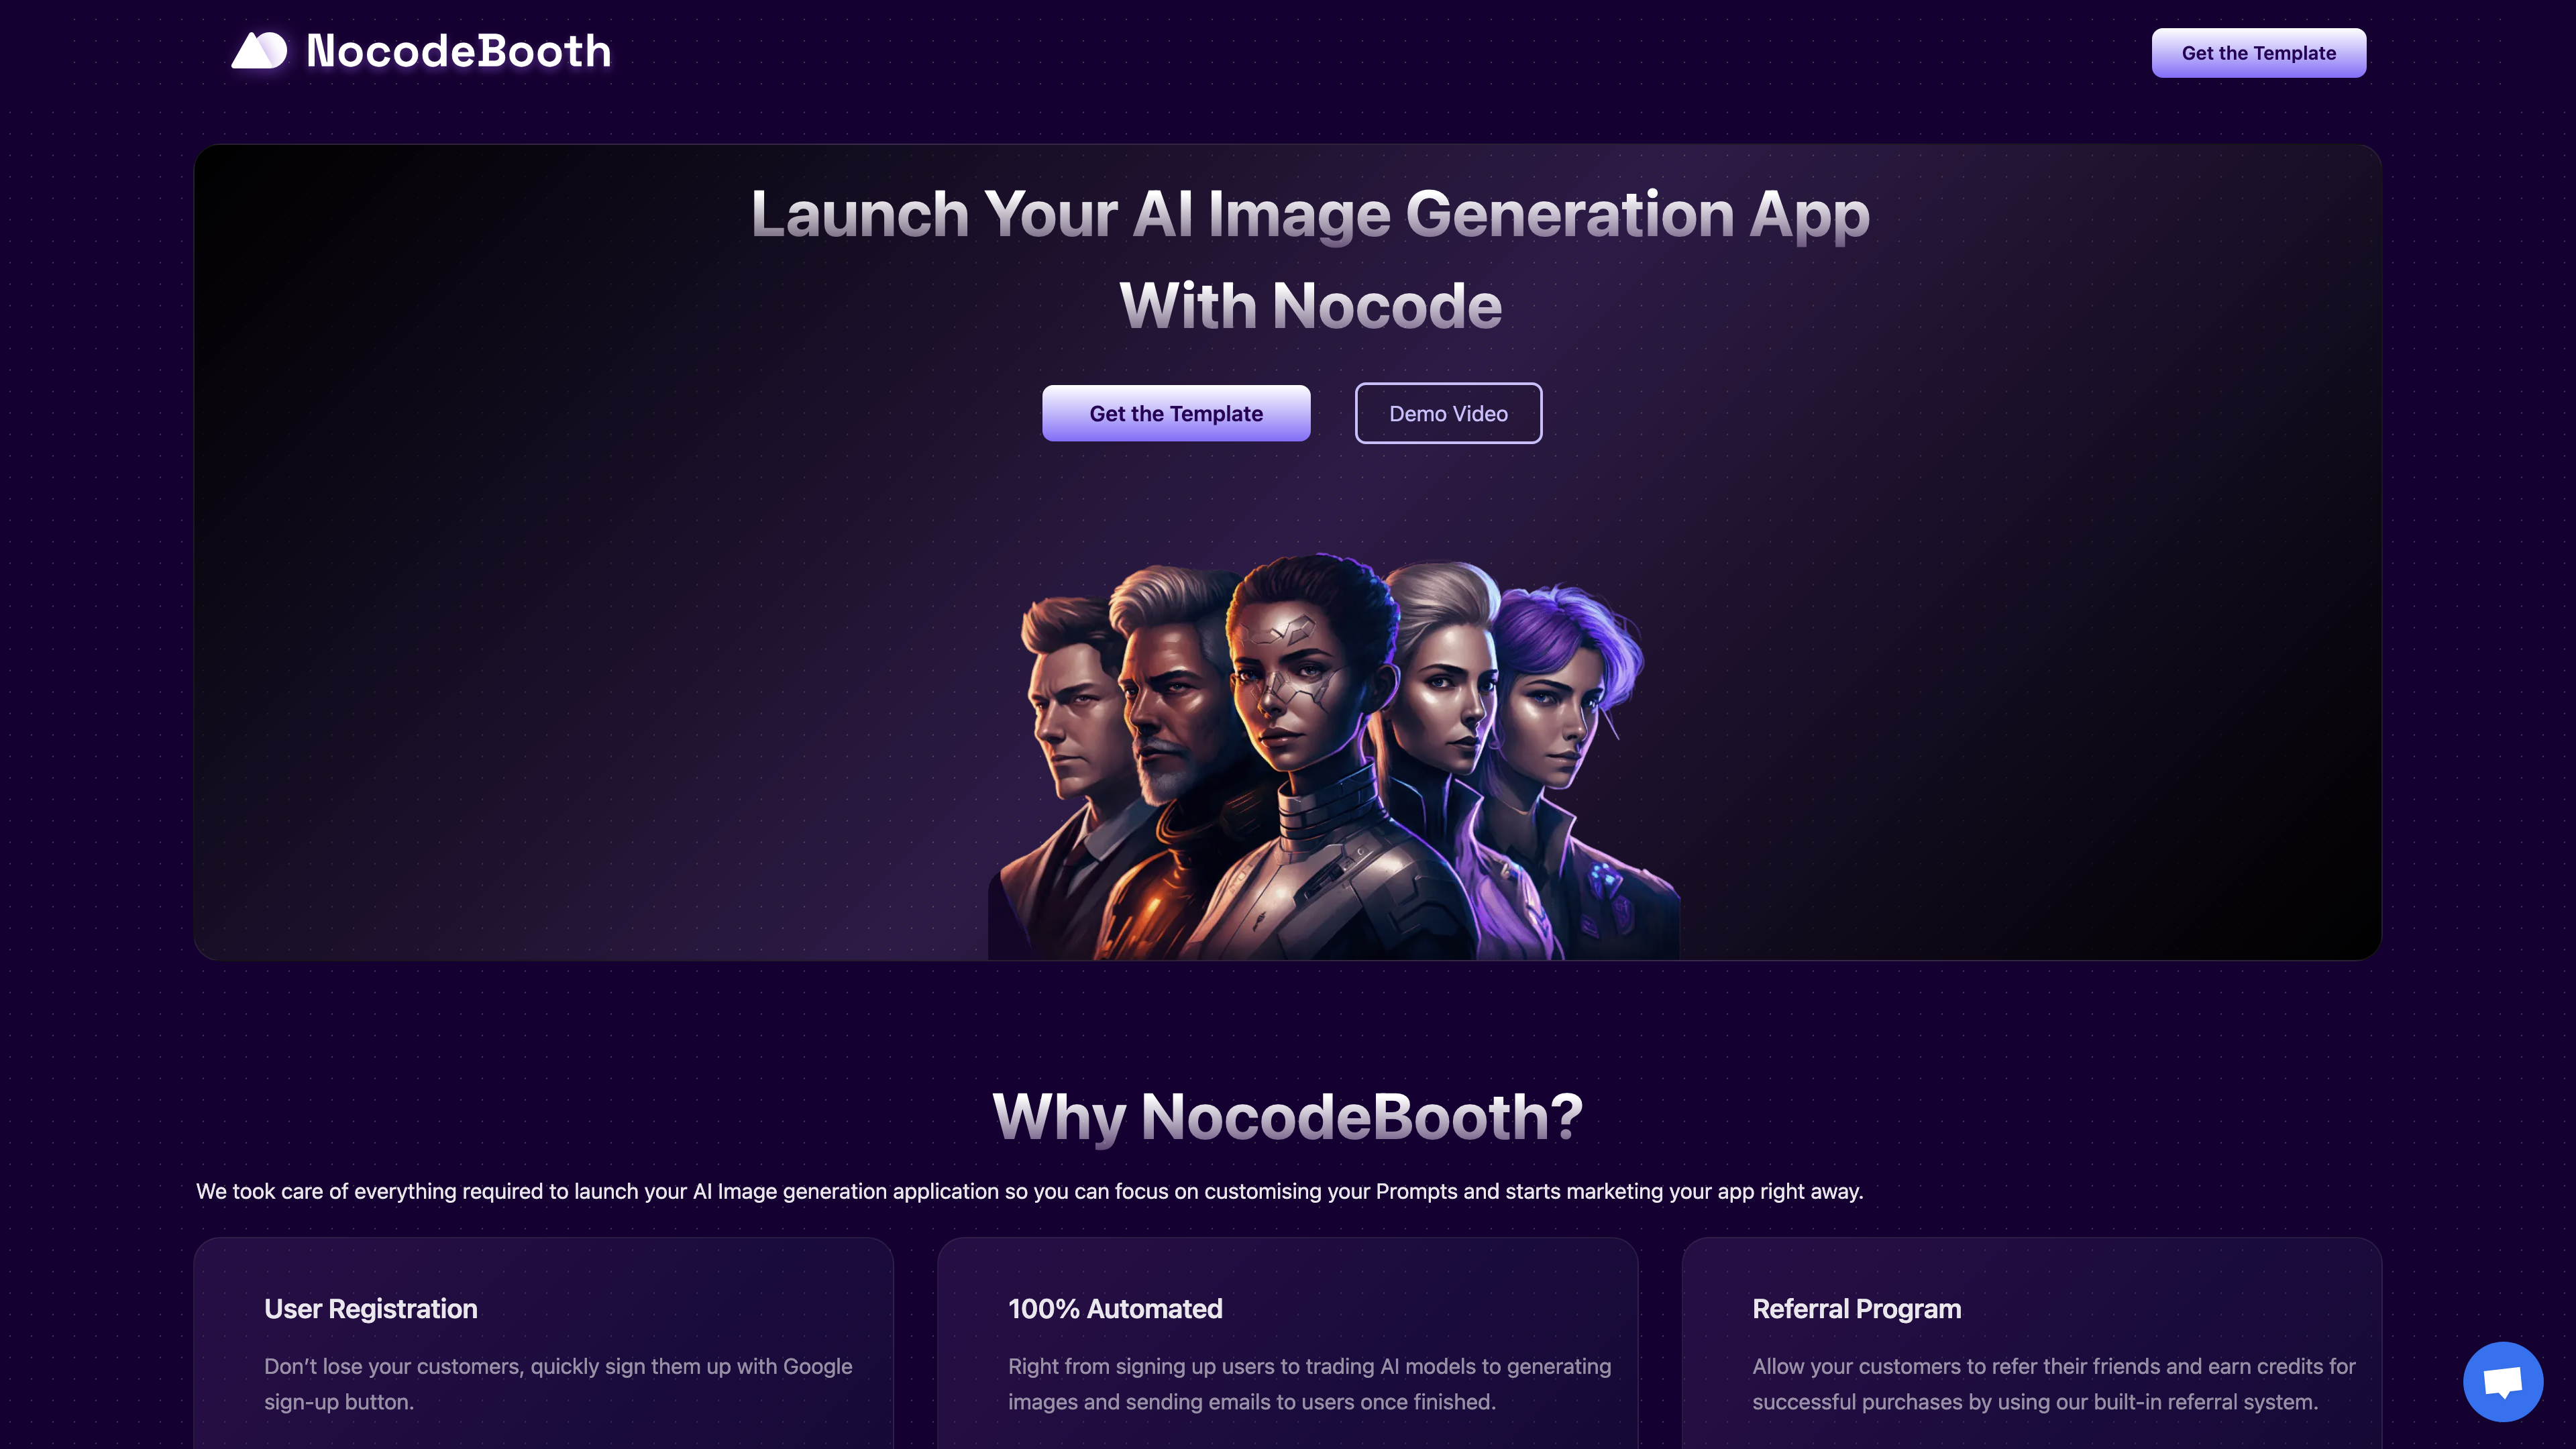 NocodeBooth
Get the Template
Launch Your AI Image Generation App
With Nocode
Get the Template
Demo Video
Why NocodeBooth?
We took care of everything required to launch your AI Image generation application so you can focus on customising your Prompts and starts marketing your app right away.
User Registration
Don’t lose your customers, quickly sign them up with Google
sign-up button.
100% Automated
Right from signing up users to trading AI models to generating
images and sending emails to users once finished.
Referral Program
Allow your customers to refer their friends and earn credits for
successful purchases by using our built-in referral system.